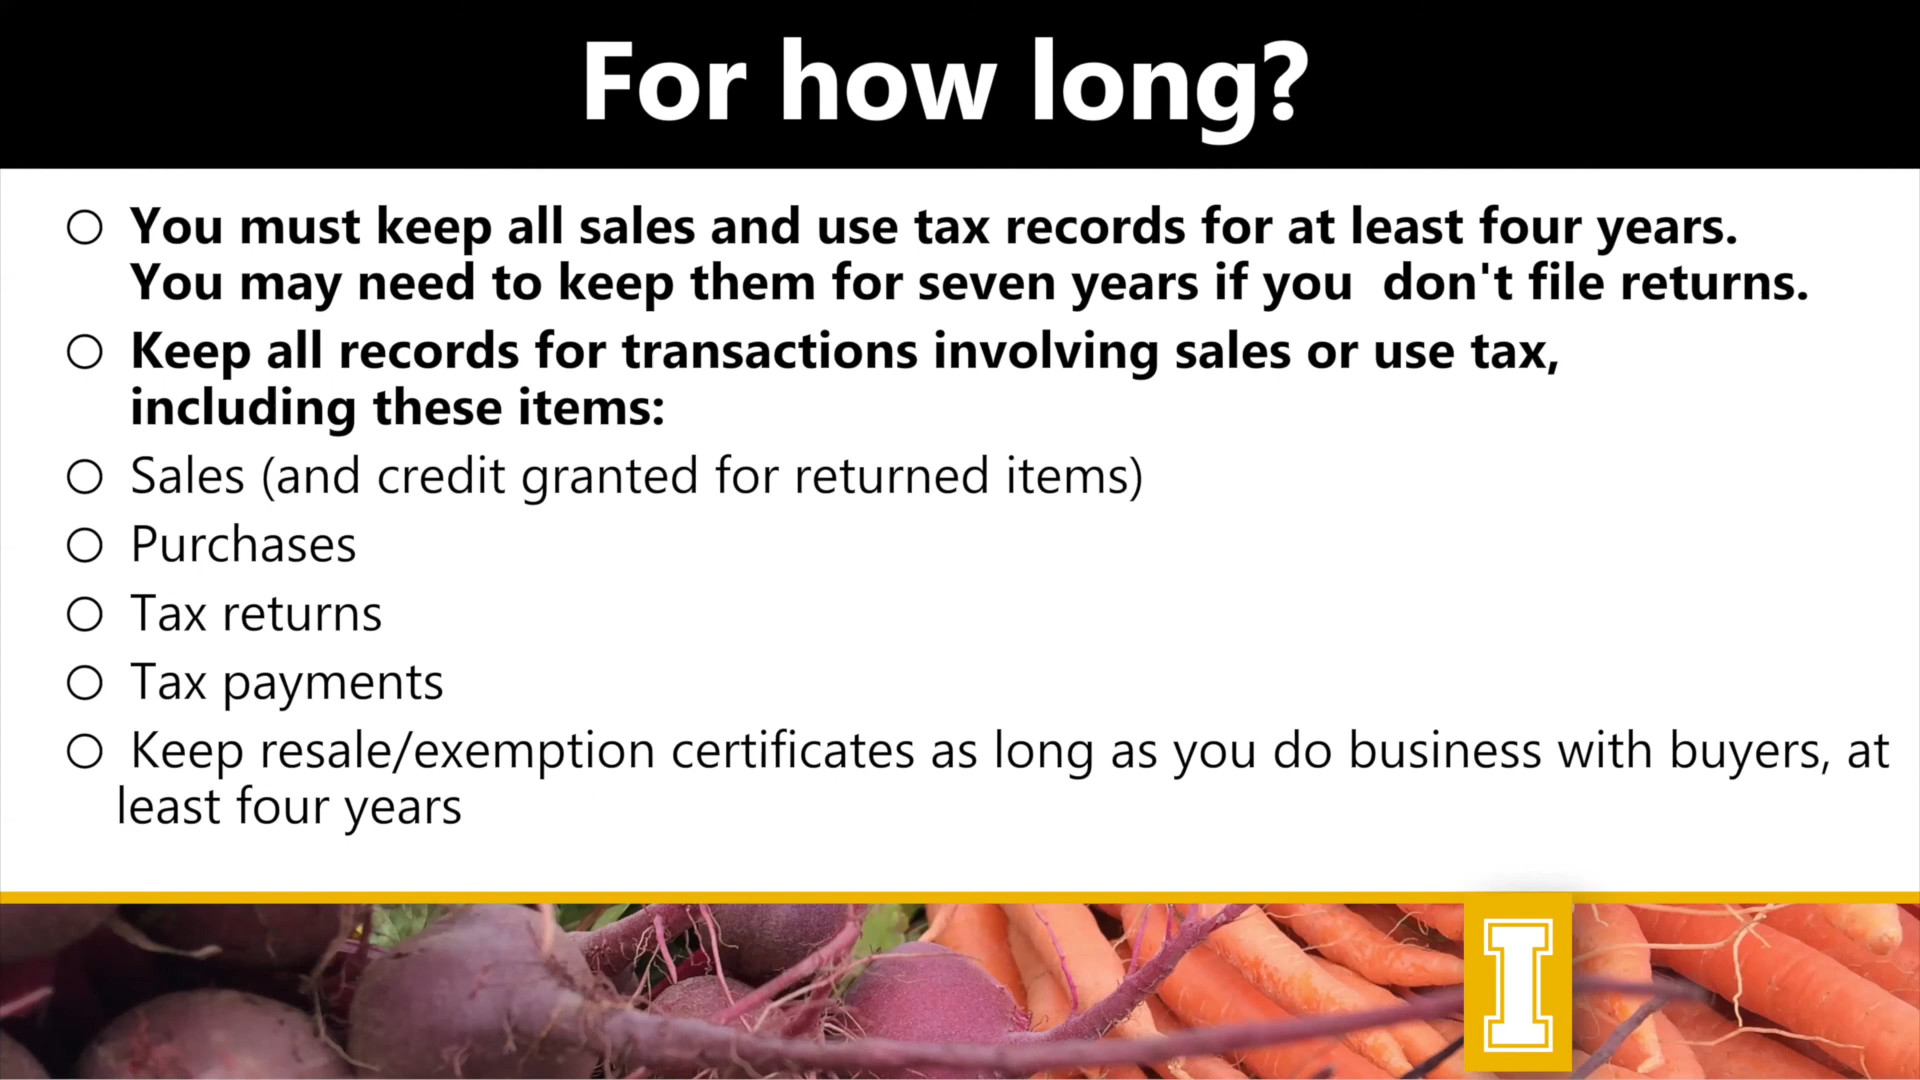 For how long?
You must keep all sales and use tax records for at least four years.
You may need to keep them for seven years if you  don't file returns.
Keep all records for transactions involving sales or use tax,
including these items:
Sales (and credit granted for returned items)
Purchases
Tax returns
Tax payments
Keep resale/exemption certificates as long as you do business with buyers, at
least four years
I